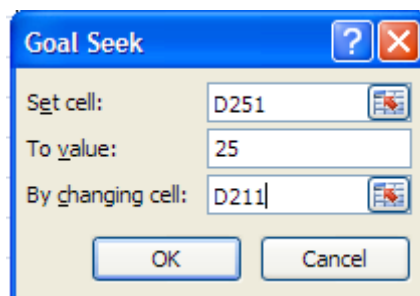 Goal Seek
Set cell: D251
To value: 25
By changing cell: D211
OK Cancel